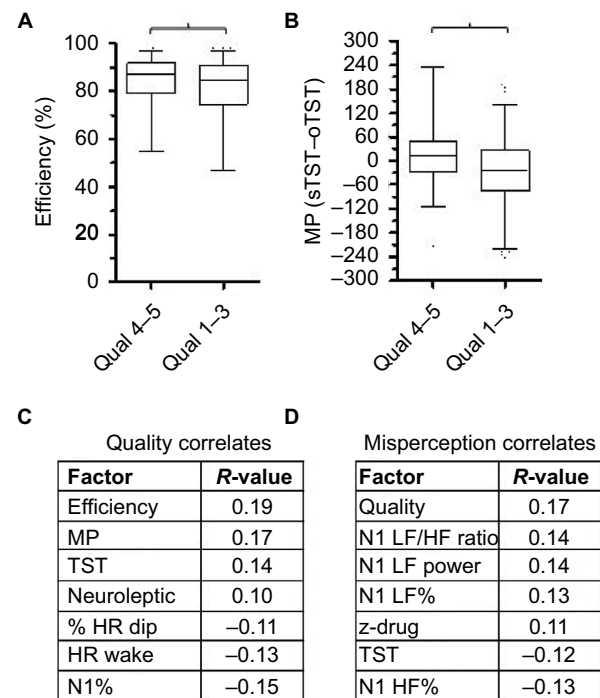 A
B
100
80
60
40
20
0
Efficiency (%)
Qual 4–5
Qual 1–3
300
240
180
120
60
0
–60
–120
–180
–240
–300
MP (sTST–oTST)
Qual 4–5
Qual 1–3
C
Quality correlates
Factor R-value
Efficiency 0.19
MP 0.17
TST 0.14
Neuroleptic 0.10
% HR dip –0.11
HR wake –0.13
N1% –0.15
D
Misperception correlates
Factor R-value
Quality 0.17
N1 LF/HF ratio 0.14
N1 LF power 0.14
N1 LF% 0.13
z-drug 0.11
TST –0.12
N1 HF% –0.13